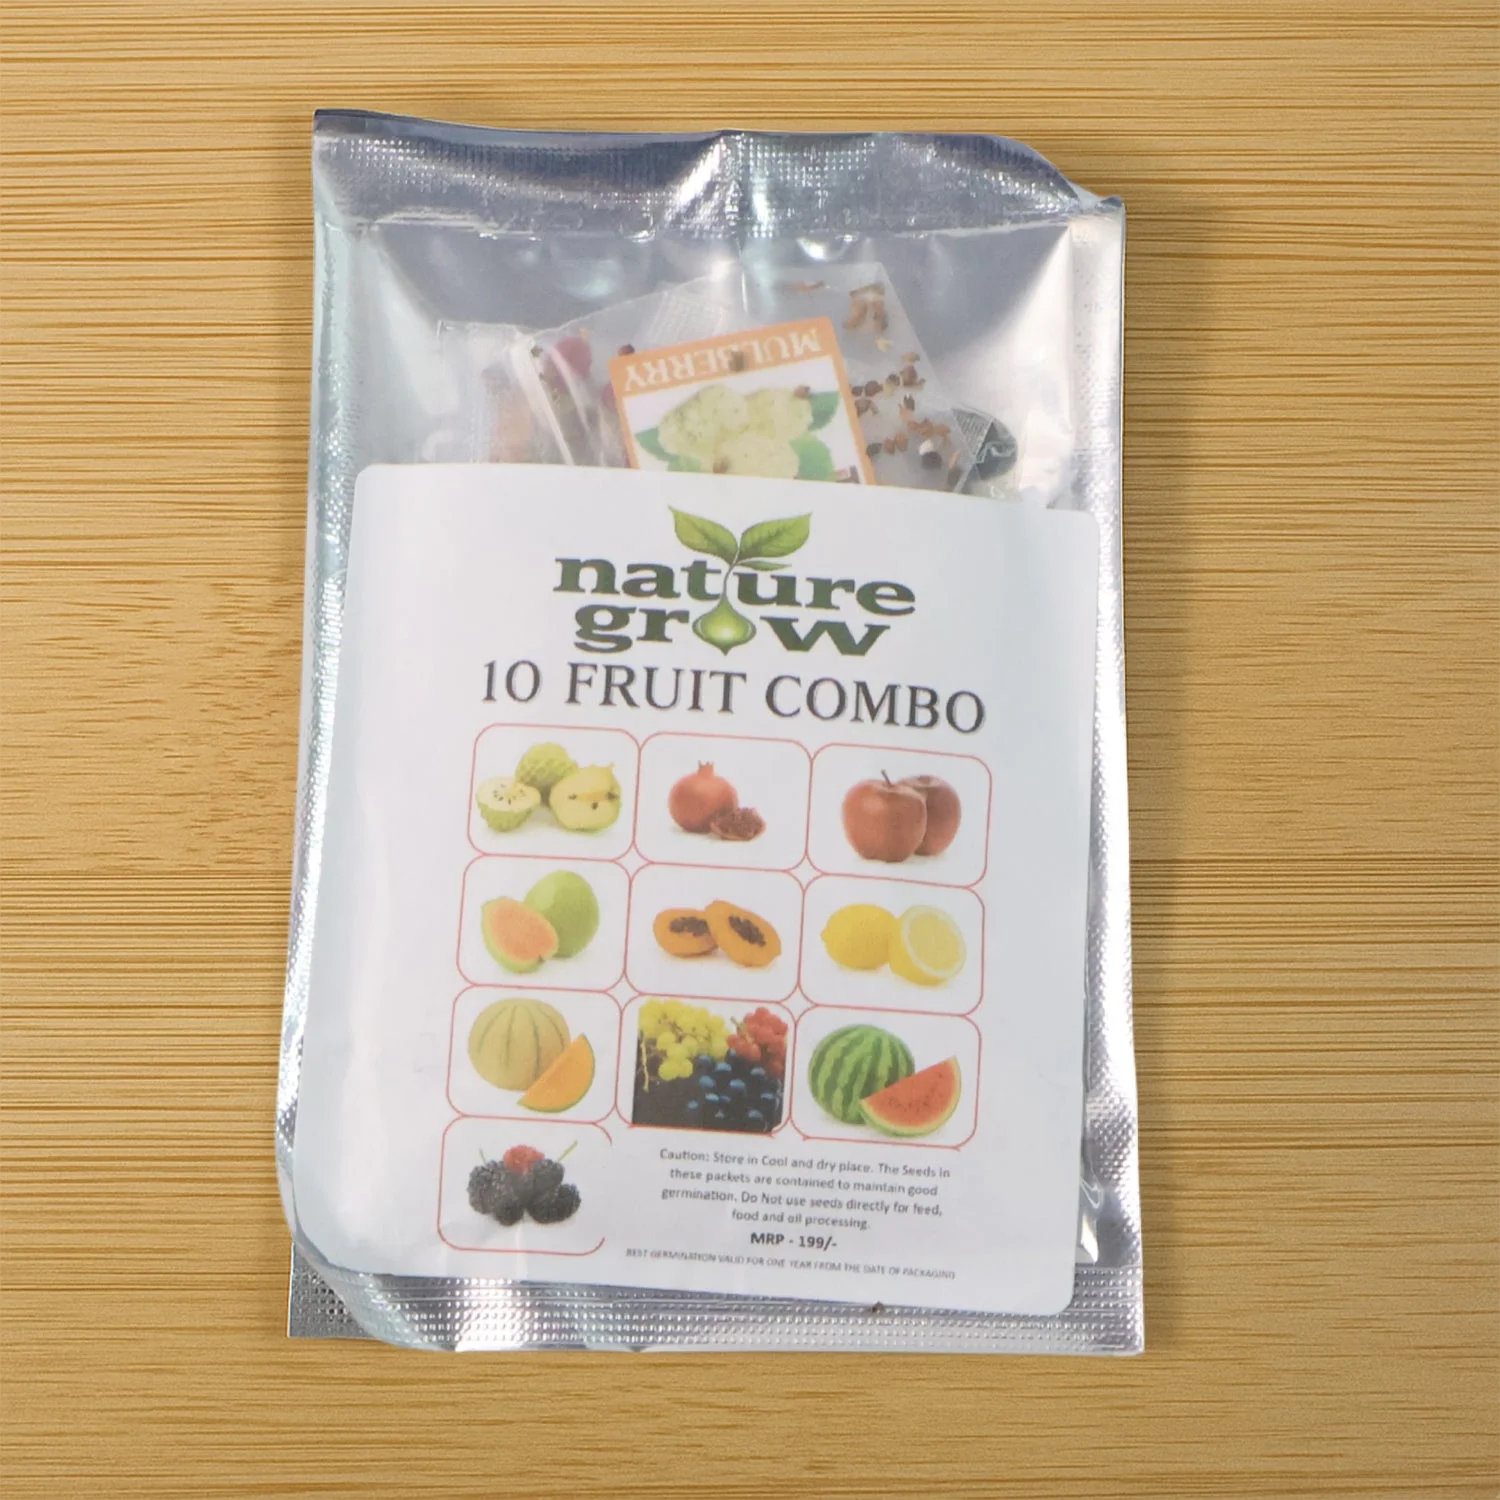 MULBERRY
nature
grow
10 FRUIT COMBO
Caution: Store in Cool and dry place. The Seeds in
these packets are contained to maintain good
germination. Do Not use seeds directly for feed,
food and oil processing.
MRP - 199/-
BEST GERMINATION VALID FOR ONE YEAR FROM THE DATE OF PACKAGING